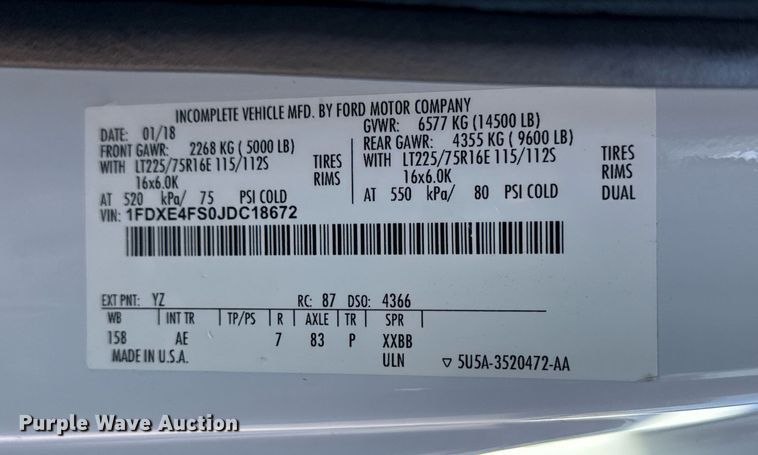 INCOMPLETE VEHICLE MFD. BY FORD MOTOR COMPANY
DATE: 01/18 GVWR: 6577 KG (14500 LB)
FRONT GAWR: 2268 KG ( 5000 LB) REAR GAWR: 4355 KG ( 9600 LB)
WITH LT225/75R16E 115/112S TIRES WITH LT225/75R16E 115/112S TIRES
16x6.0K RIMS 16x6.0K RIMS
AT 520 kPa/ 75 PSI COLD AT 550 kPa/ 80 PSI COLD DUAL
VIN: 1FDXE4FS0JDC18672
EXT PNT: YZ RC: 87 DSO: 4366
WB INT TR TP/PS R AXLE TR SPR
158 AE 7 83 P XXBB
MADE IN U.S.A. ULN ▽ 5U5A-3520472-AA
Purple Wave Auction